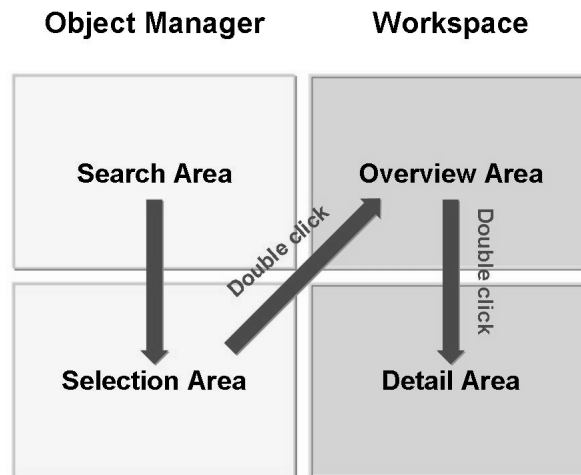 Object Manager
Workspace
Search Area
Overview Area
Double click
Double click
Selection Area
Detail Area